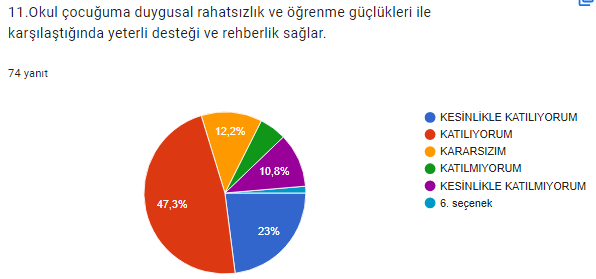 11.Okul çocuğuma duygusal rahatsızlık ve öğrenme güçlükleri ile
karşılaştığında yeterli desteği ve rehberlik sağlar.
74 yanıt
KESİNLİKLE KATILIYORUM
KATILIYORUM
KARARSIZIM
KATILMIYORUM
KESİNLİKLE KATILMIYORUM
6. seçenek
12,2%
10,8%
47,3%
23%